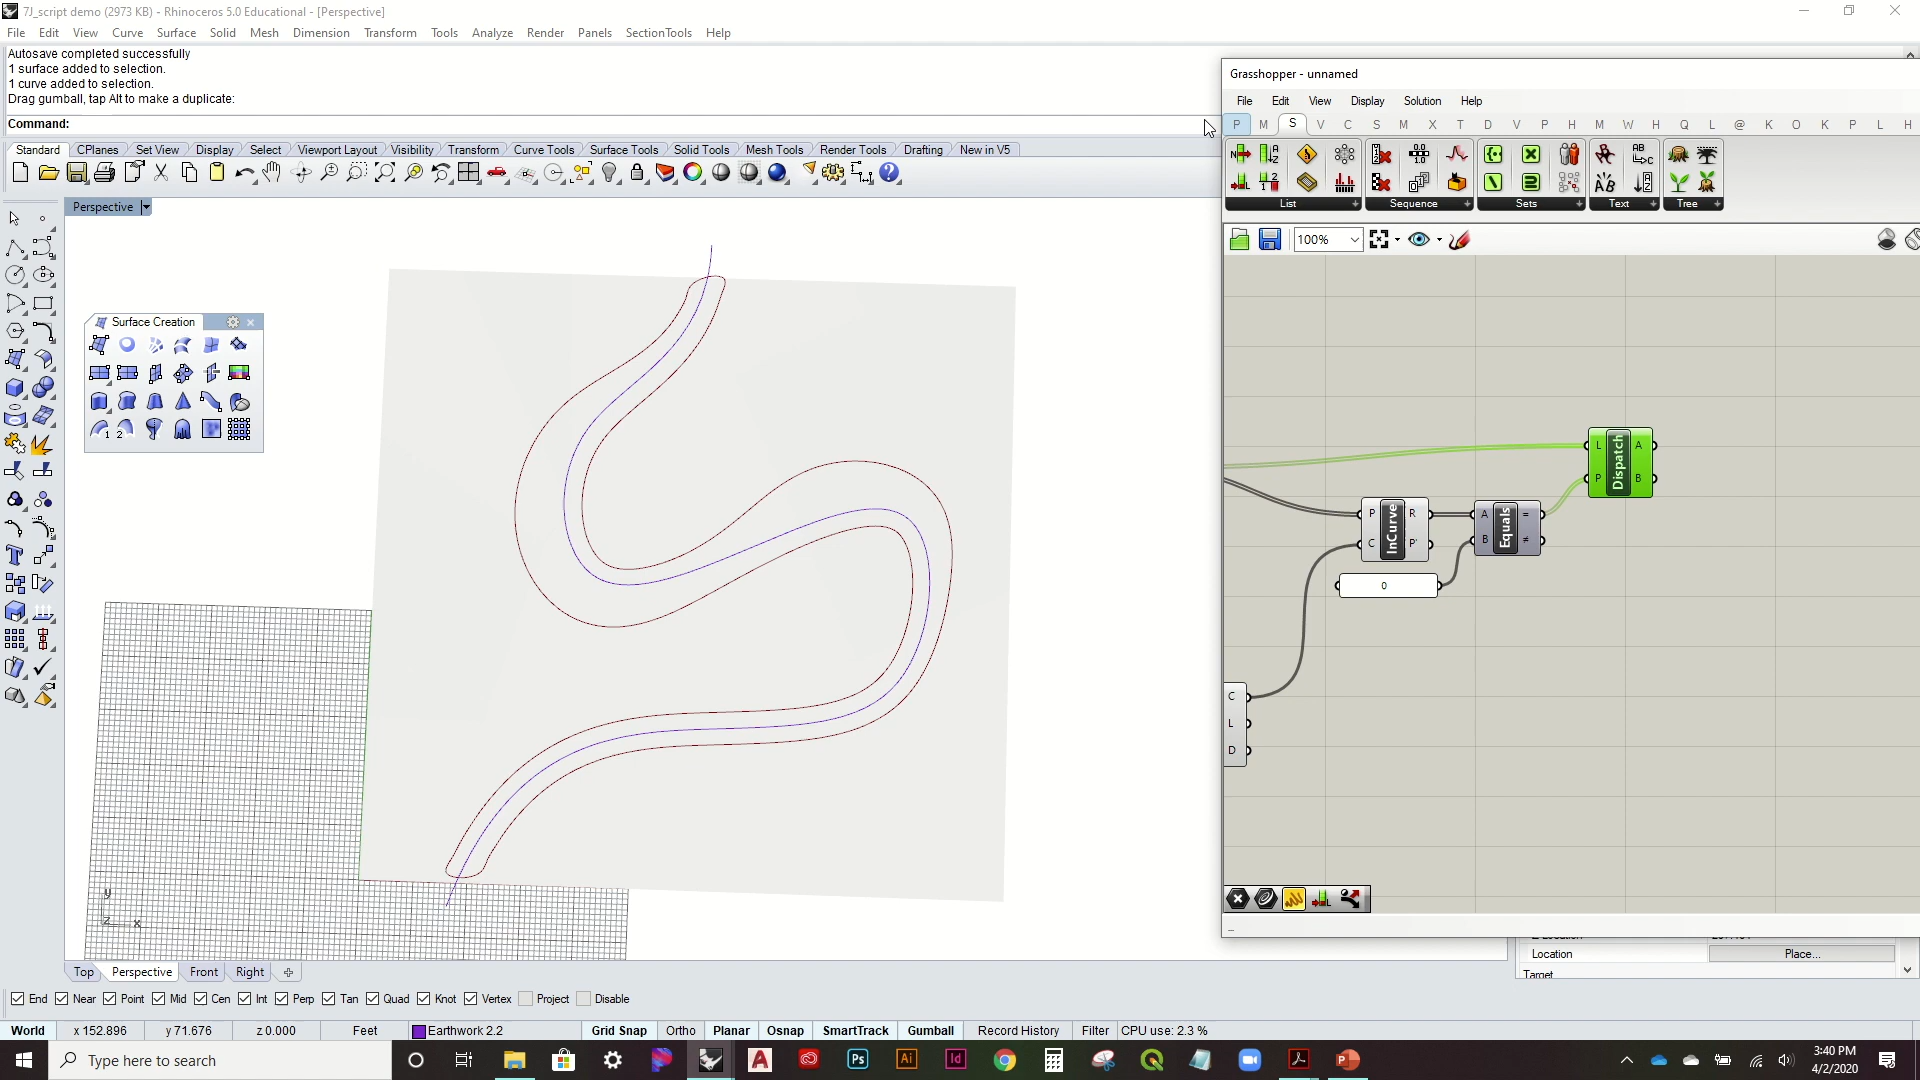 7J_script demo (2973 KB) - Rhinoceros 5.0 Educational - [Perspective]
File Edit View Curve Surface Solid Mesh Dimension Transform Tools Analyze Render Panels SectionTools Help
Autosave completed successfully
1 surface added to selection.
1 curve added to selection.
Drag gumball, tap Alt to make a duplicate:
Command:
Standard CPlanes Set View Display Select Viewport Layout Visibility Transform Curve Tools Surface Tools Solid Tools Mesh Tools Render Tools Drafting New in V5
Perspective
Surface Creation
1 2
y
z x
Grasshopper - unnamed
File Edit View Display Solution Help
P M S V C S M X T D V P H M W H Q L @ K O K P L H
List Sequence Sets Text Tree
100%
L A
Dispatch
P B
P R
InCurve
C P'
A =
Equals
B ≠
0
C
L
D
Location
Place...
Target
Top Perspective Front Right
End Near Point Mid Cen Int Perp Tan Quad Knot Vertex Project Disable
World x 152.896 y 71.676 z 0.000 Feet Earthwork 2.2 Grid Snap Ortho Planar Osnap SmartTrack Gumball Record History Filter CPU use: 2.3 %
Type here to search
Ps Ai Id
3:40 PM
4/2/2020